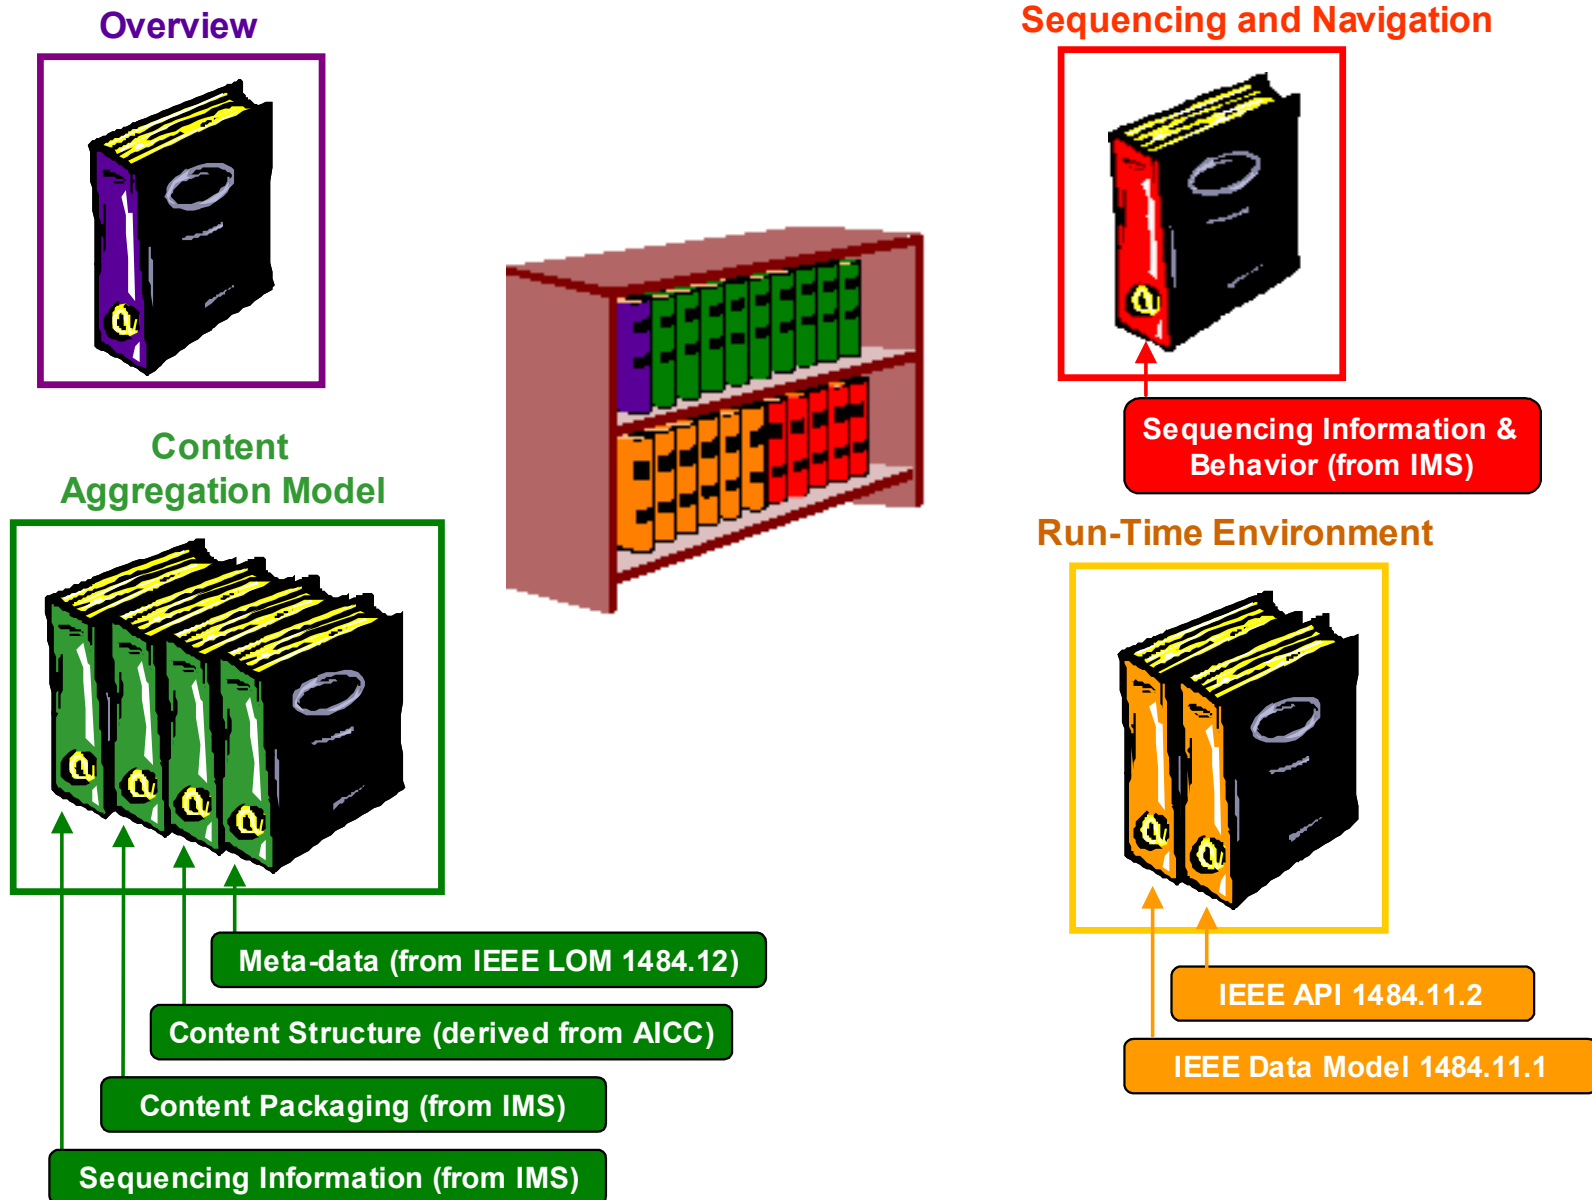 Overview
Sequencing and Navigation
Sequencing Information &
Behavior (from IMS)
Content
Aggregation Model
Run-Time Environment
Meta-data (from IEEE LOM 1484.12)
Content Structure (derived from AICC)
Content Packaging (from IMS)
Sequencing Information (from IMS)
IEEE API 1484.11.2
IEEE Data Model 1484.11.1